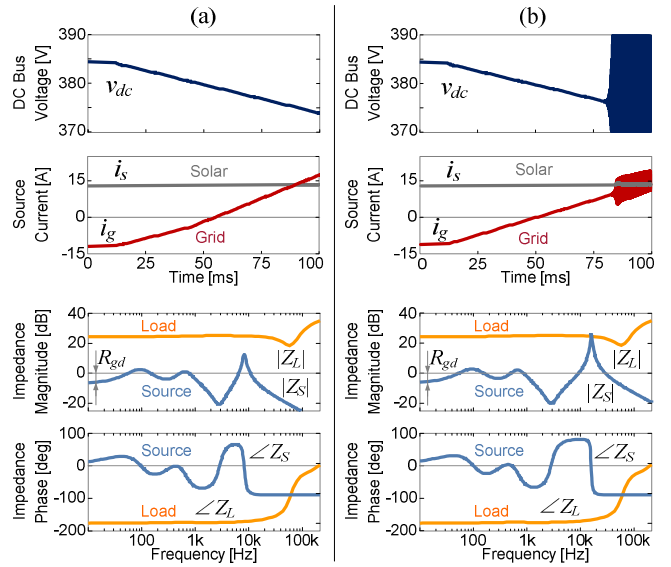 (a)
390
380
370
DC Bus
Voltage [V]
v_dc
15
0
-15
Source
Current [A]
i_s
Solar
i_g
Grid
0
25
50
75
100
Time [ms]
40
20
0
-20
Impedance
Magnitude [dB]
Load
R_gd
Source
|Z_L|
|Z_S|
100
0
-100
-200
Impedance
Phase [deg]
Source
∠Z_S
Load
∠Z_L
100
1k
10k
100k
Frequency [Hz]
(b)
390
380
370
DC Bus
Voltage [V]
v_dc
15
0
-15
Source
Current [A]
i_s
Solar
i_g
Grid
0
25
50
75
100
Time [ms]
40
20
0
-20
Impedance
Magnitude [dB]
Load
R_gd
Source
|Z_L|
|Z_S|
100
0
-100
-200
Impedance
Phase [deg]
Source
∠Z_S
Load
∠Z_L
100
1k
10k
100k
Frequency [Hz]